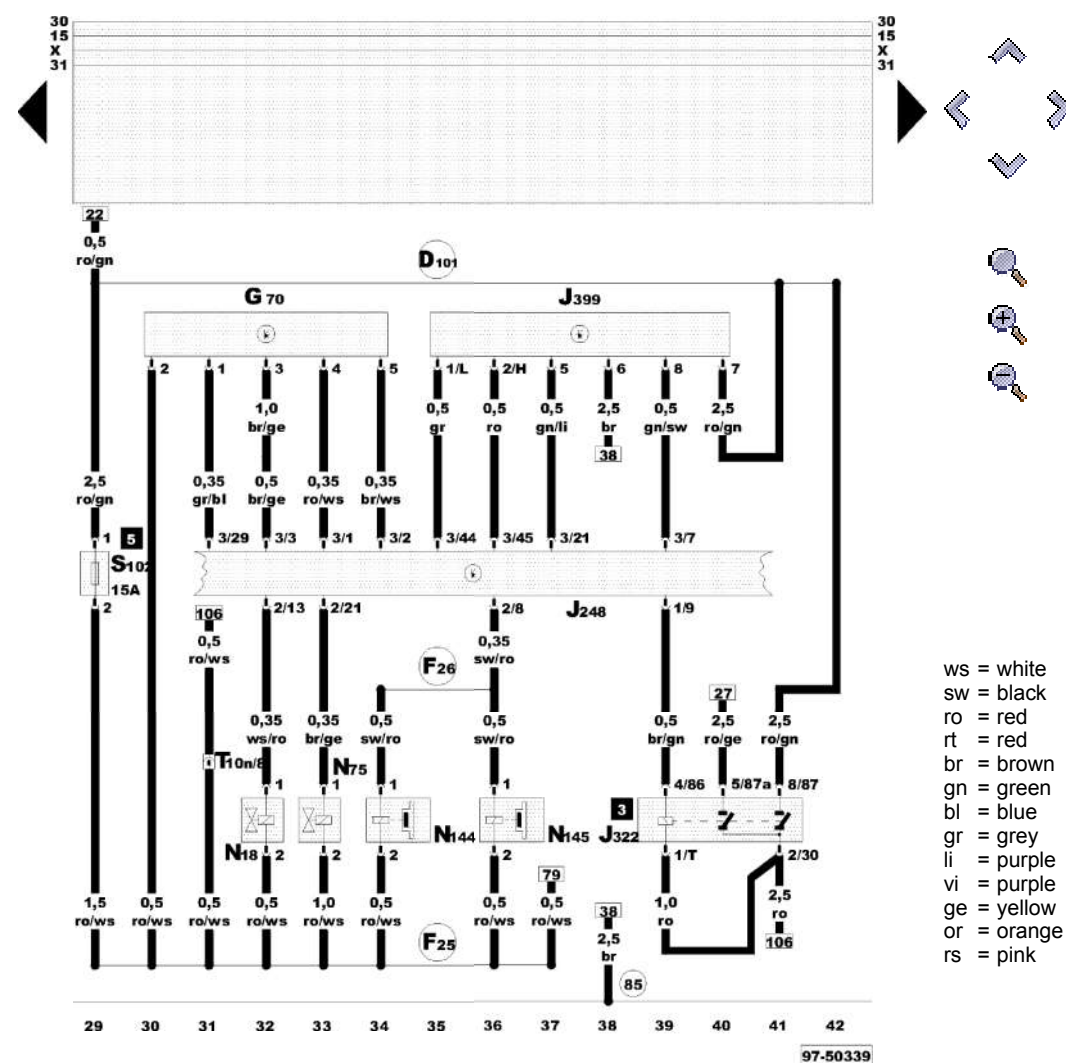 30 30
15 15
X X
31 31
22
0,5
ro/gn
D101
G 70 J399
2 1 3 4 5 1/L 2/H 5 6 8 7
1,0 0,5 0,5 0,5 2,5 0,5 2,5
br/ge gr ro gn/li br gn/sw ro/gn
38
2,5 0,35 0,5 0,35 0,35
ro/gn gr/bl br/ge ro/ws br/ws
1 5 3/29 3/3 3/1 3/2 3/44 3/45 3/21 3/7
S102
15A
2 106 2/13 2/21 2/8 J248 1/9
0,5 0,35
ro/ws sw/ro
F26
27
0,35 0,35 0,5 0,5 0,5 2,5 2,5
ws/ro br/ge sw/ro sw/ro br/gn ro/ge ro/gn
T10n/8 N75
1 1 1 1 4/86 5/87a 8/87
3
N144 N145 J322
N18 2 2 2 2 1/T 2/30
79
1,5 0,5 0,5 0,5 1,0 0,5 0,5 0,5 38 1,0 2,5
ro/ws ro/ws ro/ws ro/ws ro/ws ro/ws ro/ws ro/ws ro ro
F25 2,5 106
br
85
29 30 31 32 33 34 35 36 37 38 39 40 41 42
97-50339
ws = white
sw = black
ro = red
rt = red
br = brown
gn = green
bl = blue
gr = grey
li = purple
vi = purple
ge = yellow
or = orange
rs = pink